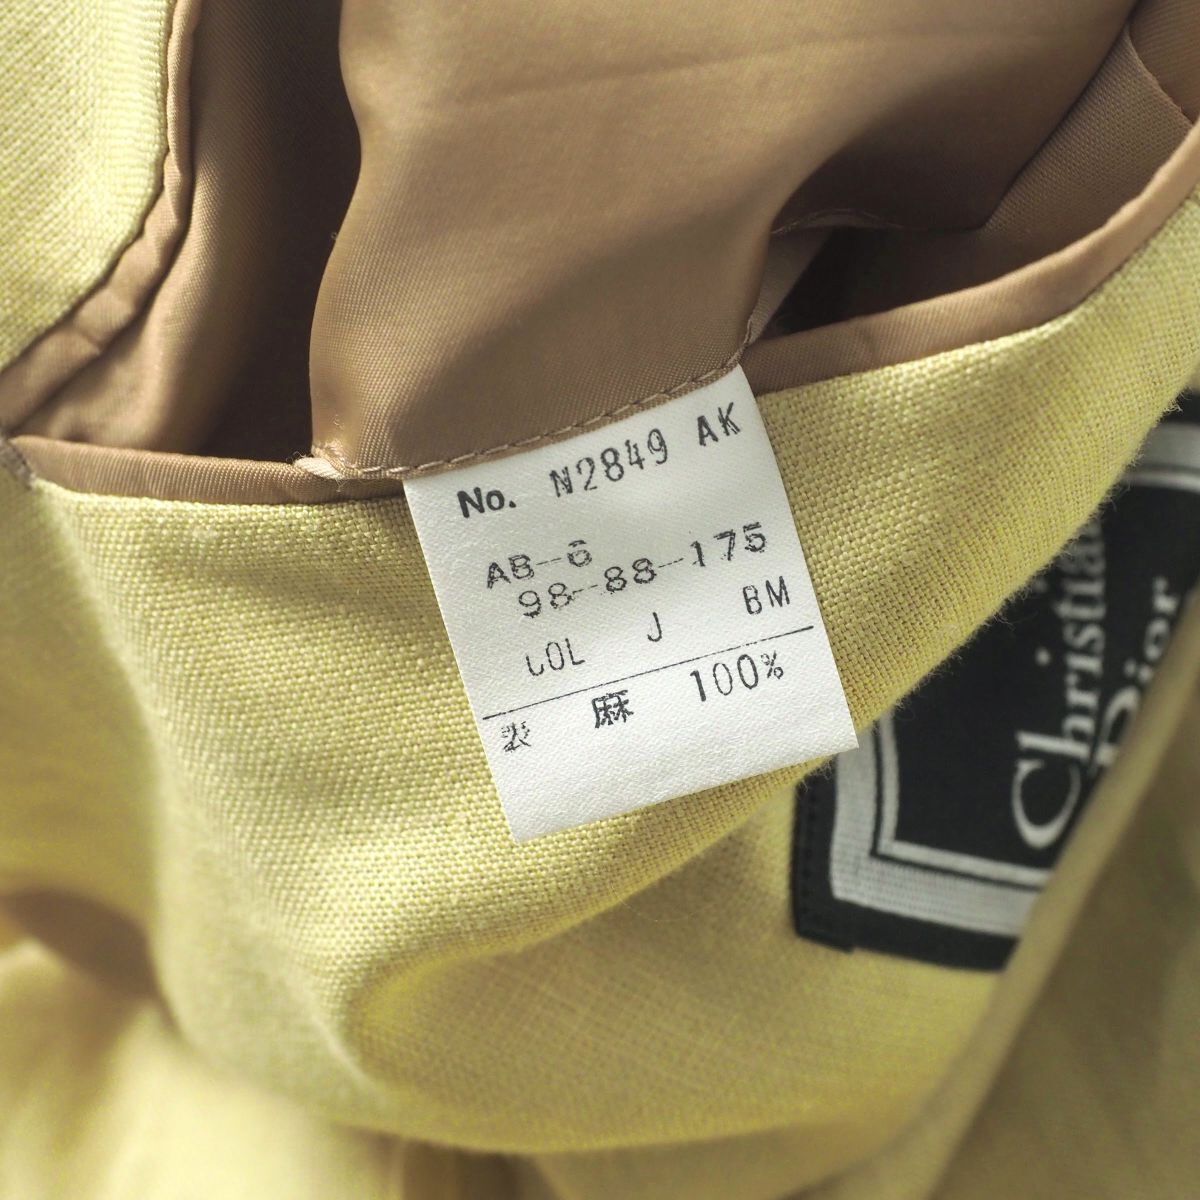 No. N2849 AK
AB-6
98-88-175
COL J BM
表 麻 100%
Christian
Dior